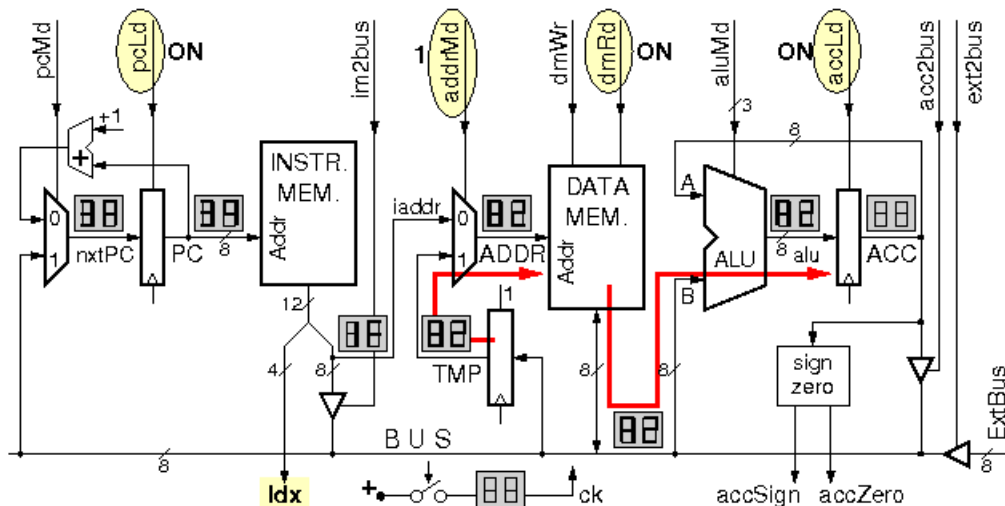 pcMd
pcLd
ON
im2bus
1
addrMd
dmWr
dmRd
ON
aluMd
3
ON
accLd
acc2bus
ext2bus
+1
+
8
INSTR.
MEM.
Addr
DATA
MEM.
Addr
iaddr
0
1
nxtPC
PC
8
0
1
ADDR
A
B
ALU
8
alu
ACC
12
4
8
1
TMP
8
8
sign
zero
BUS
8
8
ExtBus
Idx
+
ck
accSign
accZero